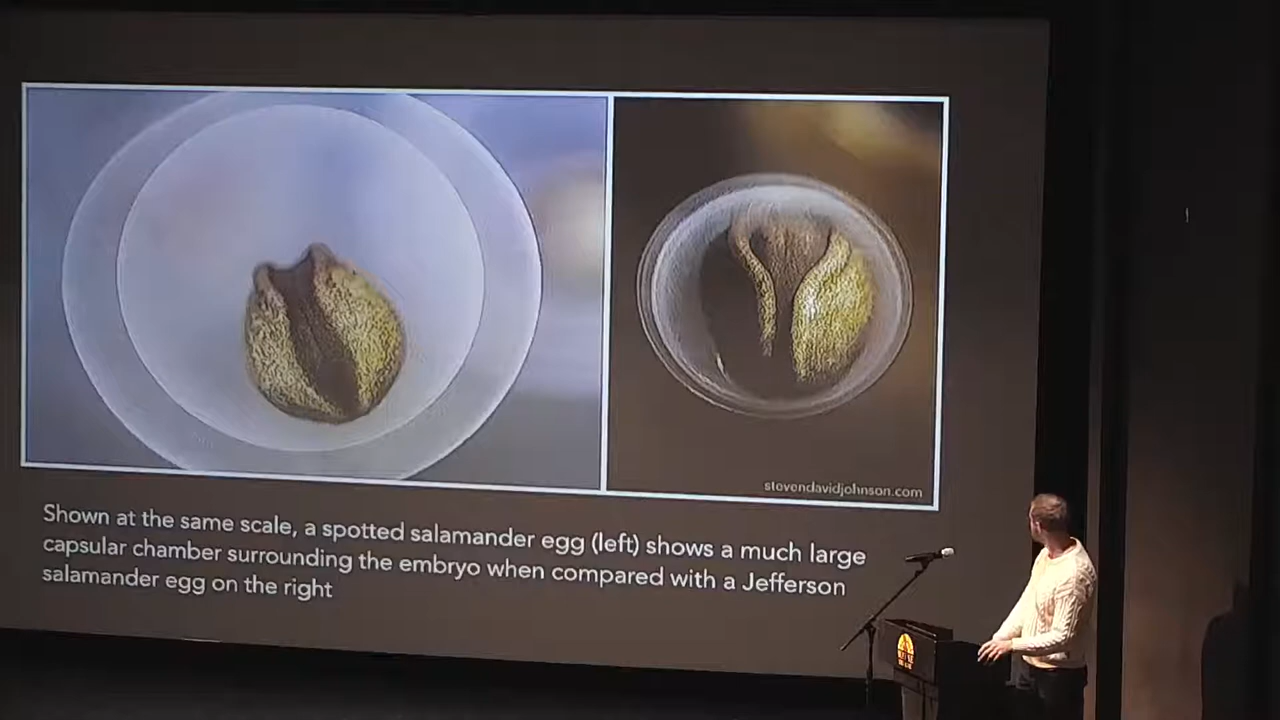 stevendavidjohnson.com
Shown at the same scale, a spotted salamander egg (left) shows a much large
capsular chamber surrounding the embryo when compared with a Jefferson
salamander egg on the right